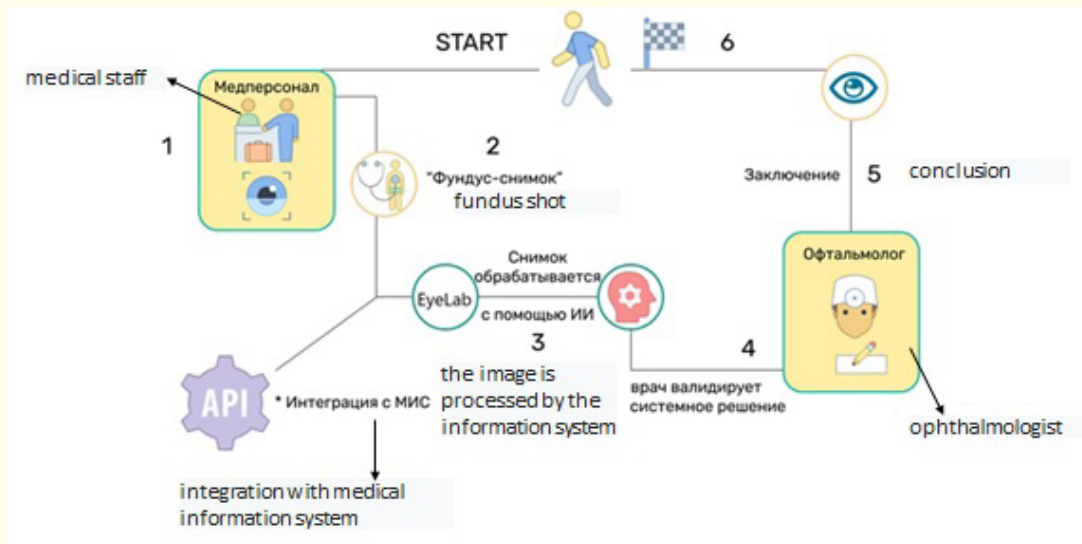 START
6
medical staff
Медперсонал
1
2
"Фундус-снимок"
fundus shot
Заключение
5
conclusion
Снимок
обрабатывается
EyeLab
с помощью ИИ
3
the image is
processed by the
information system
4
врач валидирует
системное решение
Офтальмолог
ophthalmologist
API
* Интеграция с МИС
integration with medical
information system